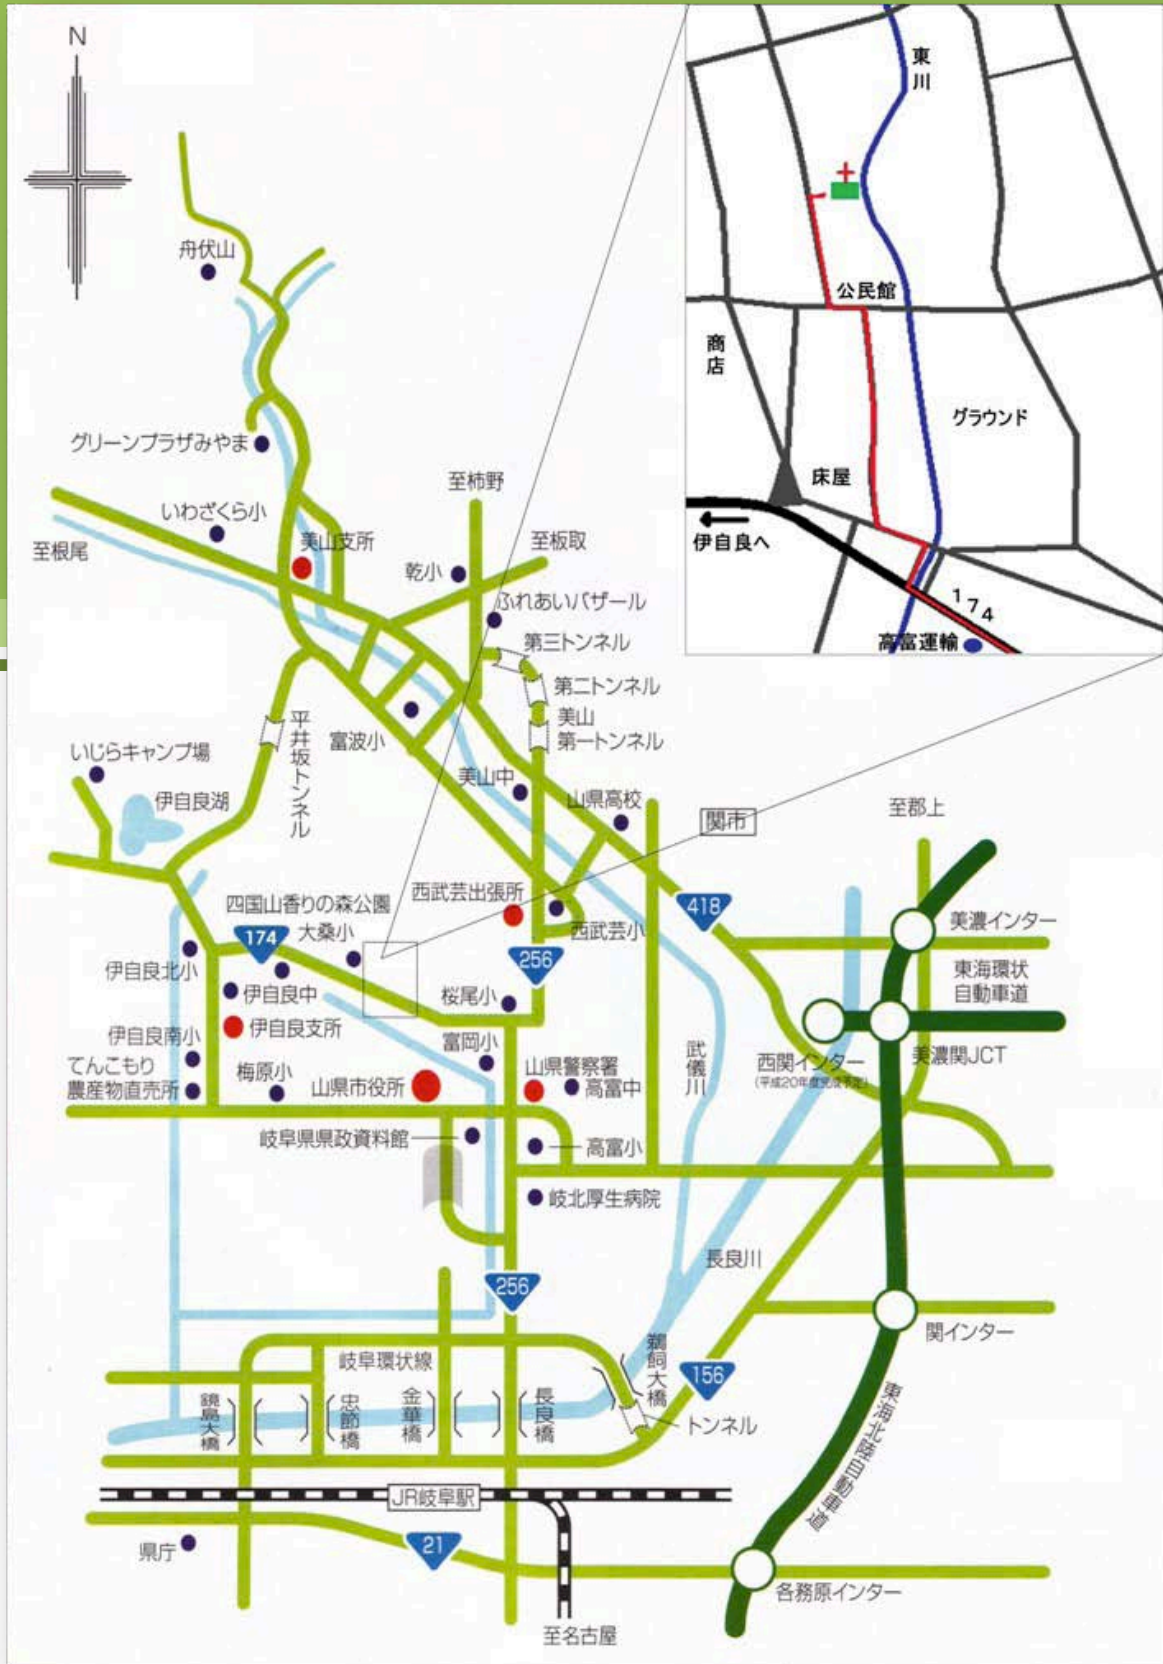 N
東川
公民館
商店
グラウンド
床屋
伊自良へ
174
高富運輸
舟伏山
グリーンプラザみやま
いわざくら小
至根尾
美山支所
至柿野
至板取
乾小
ふれあいバザール
第三トンネル
第二トンネル
美山
第一トンネル
平井坂トンネル
富波小
いじらキャンプ場
伊自良湖
美山中
山県高校
関市
至郡上
四国山香りの森公園
174
大桑小
西武芸出張所
西武芸小
418
256
美濃インター
東海環状
自動車道
伊自良北小
伊自良中
桜尾小
伊自良支所
伊自良南小
富岡小
武儀川
西関インター
(平成20年度完成予定)
美濃関JCT
てんこもり
農産物直売所
梅原小
山県市役所
山県警察署
高富中
岐阜県県政資料館
高富小
岐北厚生病院
長良川
256
関インター
岐阜環状線
鵜飼大橋
156
鏡島大橋
忠節橋
金華橋
長良橋
トンネル
東海北陸自動車道
JR岐阜駅
県庁
21
各務原インター
至名古屋